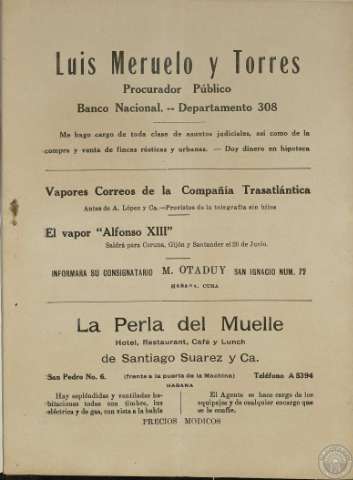 Luis Meruelo y Torres
Procurador Público
Banco Nacional. -- Departamento 308
Me hago cargo de toda clase de asuntos judiciales, así como de la
compra y venta de fincas rústicas y urbanas. — Doy dinero en hipoteca
Vapores Correos de la Compañia Trasatlántica
Antes de A. López y Ca.—Provistos de la telegrafía sin hilos
El vapor "Alfonso XIII"
Saldrá para Coruna, Gijón y Santander el 20 de Junio.
INFORMARA SU CONSIGNATARIO M. OTADUY SAN IGNACIO NUM. 72
HABANA, CUBA
La Perla del Muelle
Hotel, Restaurant, Café y Lunch
de Santiago Suarez y Ca.
San Pedro No. 6. (frente a la puerta de la Machina) Teléfono A 5394
HABANA
Hay espléndidas y ventiladas ha-
bitaciones todas con timbre, luz
eléctrica y de gas, con vista a la bahía
El Agente se hace cargo de los
equipajes y de cualquier encargo que
se le confíe.
PRECIOS MODICOS